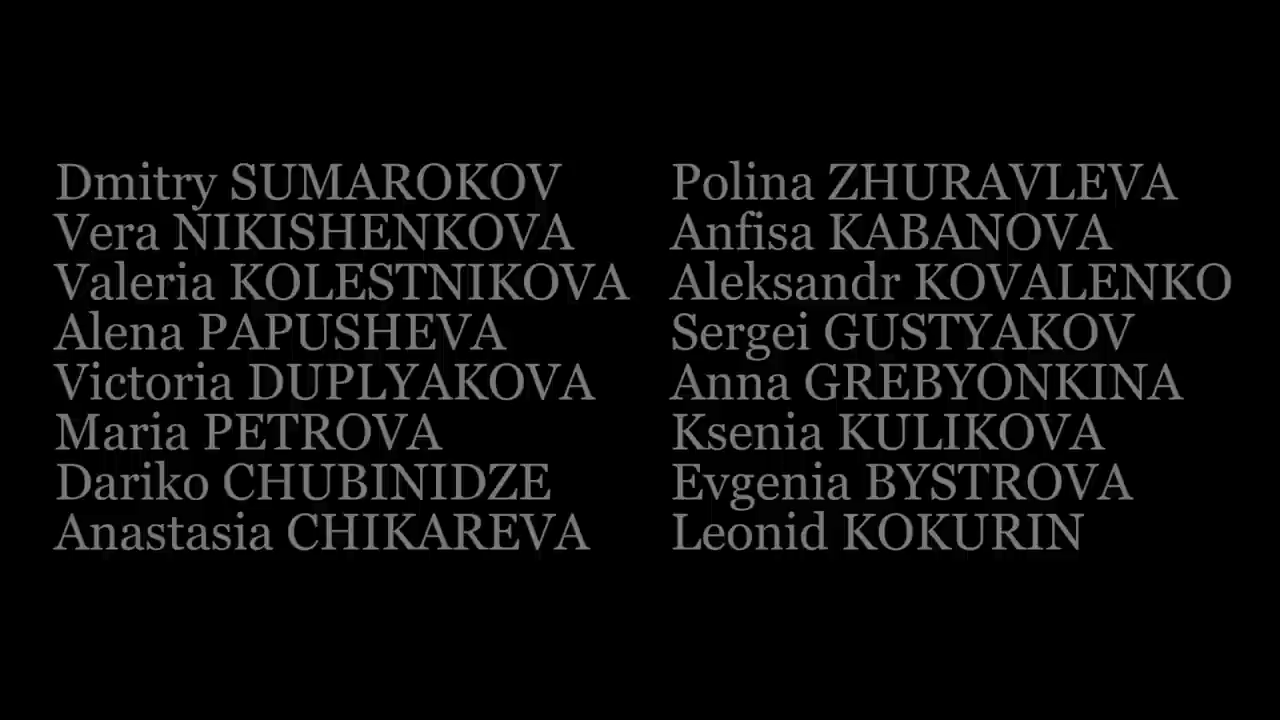 Dmitry SUMAROKOV
Vera NIKISHENKOVA
Valeria KOLESTNIKOVA
Alena PAPUSHEVA
Victoria DUPLYAKOVA
Maria PETROVA
Dariko CHUBINIDZE
Anastasia CHIKAREVA
Polina ZHURAVLEVA
Anfisa KABANOVA
Aleksandr KOVALENKO
Sergei GUSTYAKOV
Anna GREBYONKINA
Ksenia KULIKOVA
Evgenia BYSTROVA
Leonid KOKURIN